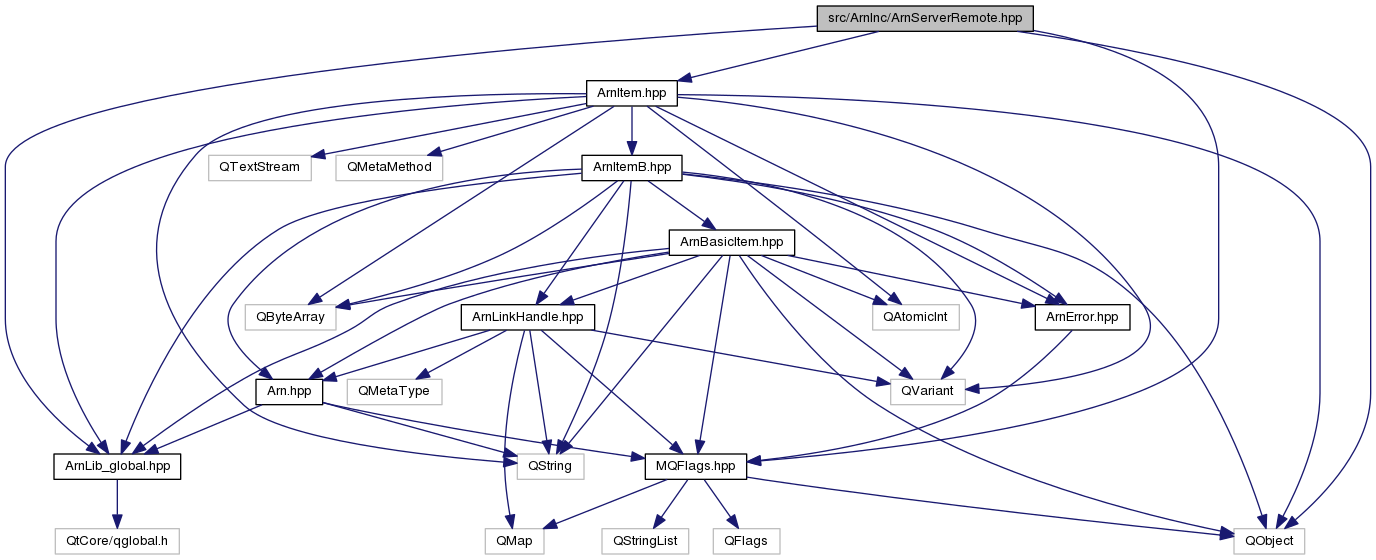 src/ArnInc/ArnServerRemote.hpp
ArnItem.hpp
QTextStream
QMetaMethod
ArnItemB.hpp
ArnBasicItem.hpp
QByteArray
ArnLinkHandle.hpp
QAtomicInt
ArnError.hpp
Arn.hpp
QMetaType
QVariant
ArnLib_global.hpp
QString
MQFlags.hpp
QtCore/qglobal.h
QMap
QStringList
QFlags
QObject